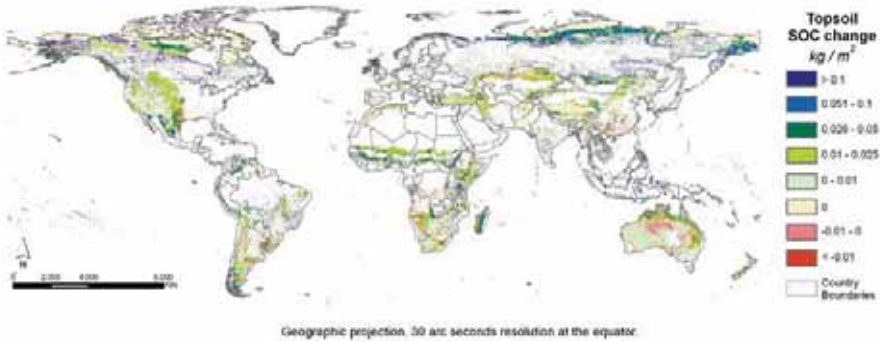 Topsoil
SOC change
kg / m²
> 0.1
0.051 - 0.1
0.026 - 0.05
0.01 - 0.025
0 - 0.01
0
-0.01 - 0
< -0.01
Country
Boundaries
N
0 2,000 4,000 8,000
Geographic projection, 30 arc seconds resolution at the equator.